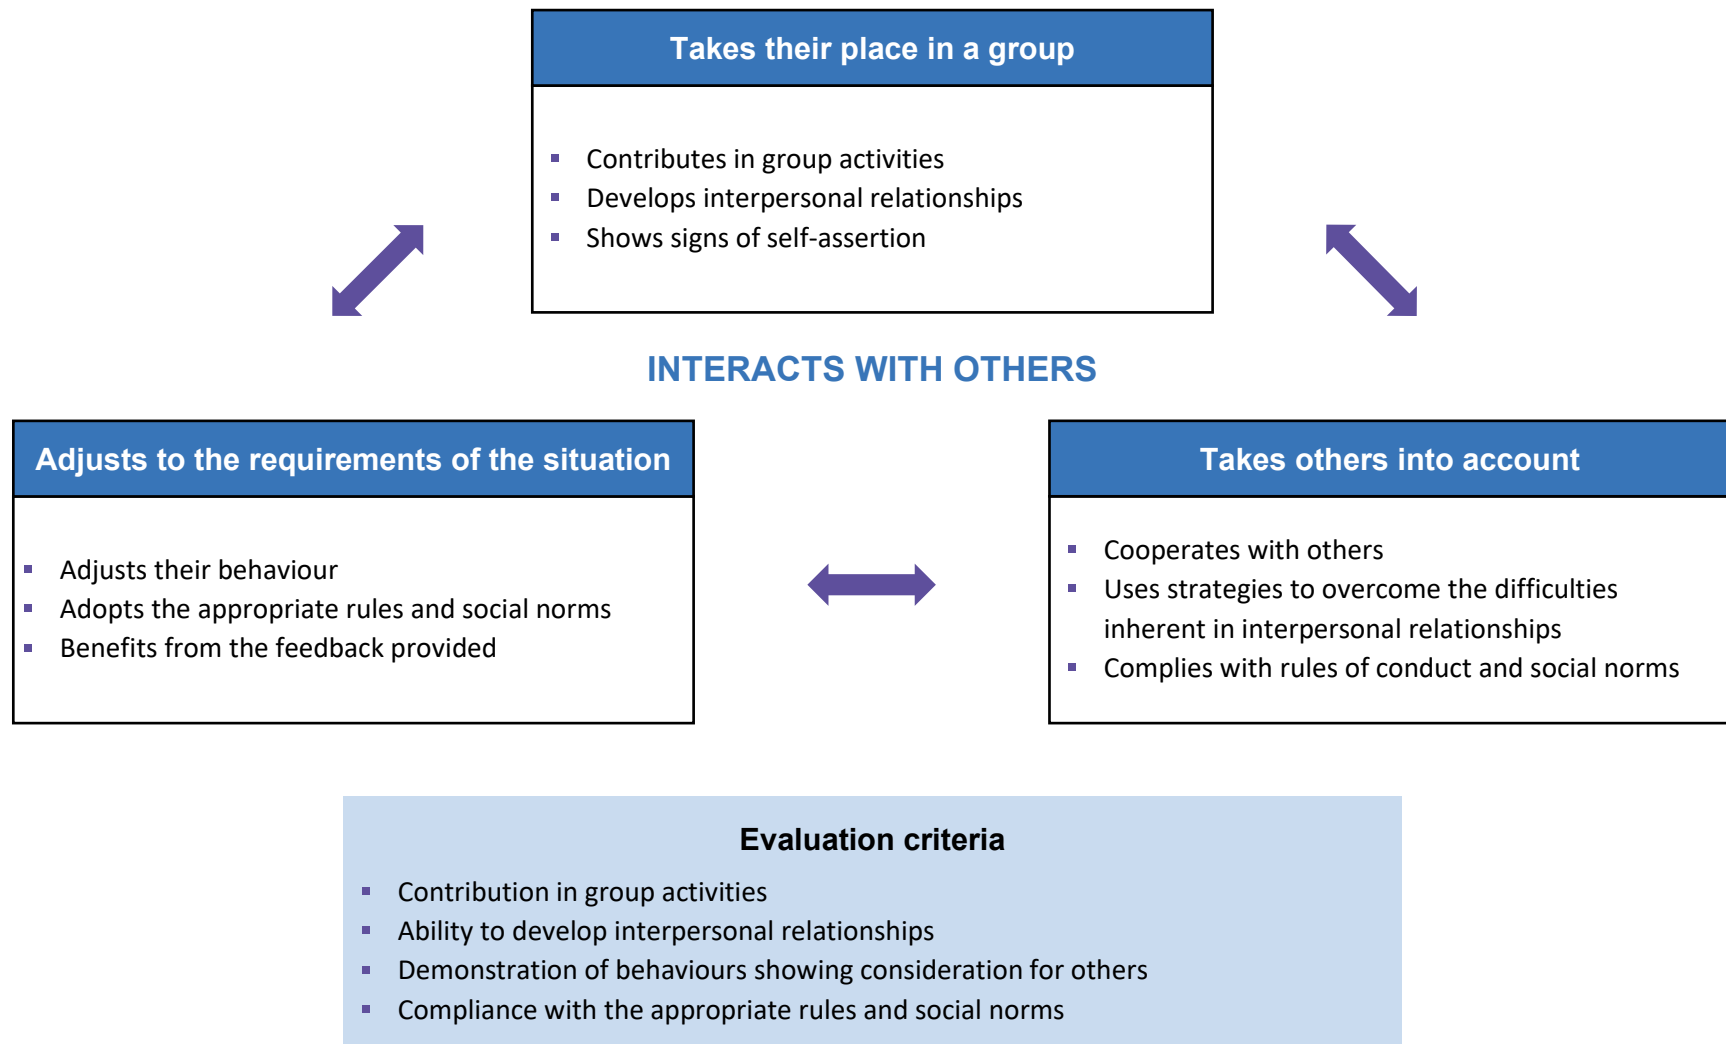 Takes their place in a group
▪ Contributes in group activities
▪ Develops interpersonal relationships
▪ Shows signs of self-assertion
INTERACTS WITH OTHERS
Adjusts to the requirements of the situation
▪ Adjusts their behaviour
▪ Adopts the appropriate rules and social norms
▪ Benefits from the feedback provided
Takes others into account
▪ Cooperates with others
▪ Uses strategies to overcome the difficulties
inherent in interpersonal relationships
▪ Complies with rules of conduct and social norms
Evaluation criteria
▪ Contribution in group activities
▪ Ability to develop interpersonal relationships
▪ Demonstration of behaviours showing consideration for others
▪ Compliance with the appropriate rules and social norms